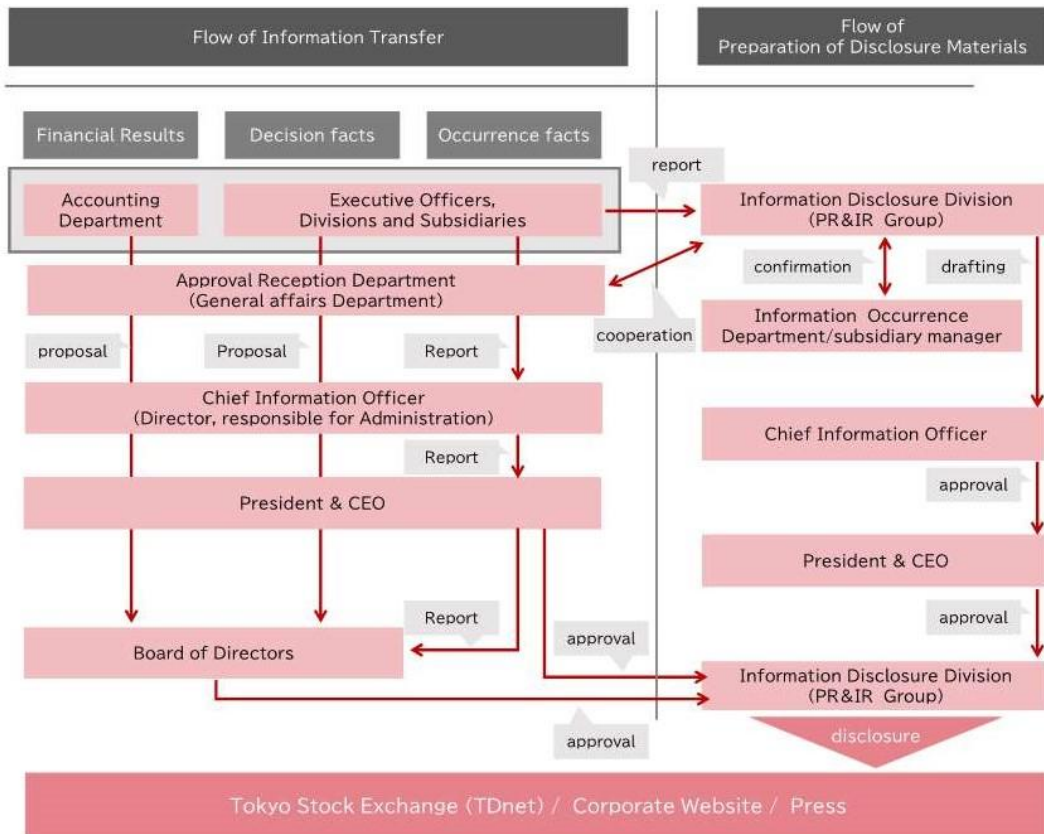 Flow of Information Transfer
Flow of
Preparation of Disclosure Materials
Financial Results
Decision facts
Occurrence facts
report
Accounting
Department
Executive Officers,
Divisions and Subsidiaries
Information Disclosure Division
(PR&IR Group)
Approval Reception Department
(General affairs Department)
confirmation
drafting
cooperation
Information Occurrence
Department/subsidiary manager
proposal
Proposal
Report
Chief Information Officer
(Director, responsible for Administration)
Chief Information Officer
Report
approval
President & CEO
President & CEO
Report
approval
approval
Board of Directors
Information Disclosure Division
(PR&IR Group)
approval
disclosure
Tokyo Stock Exchange (TDnet) / Corporate Website / Press